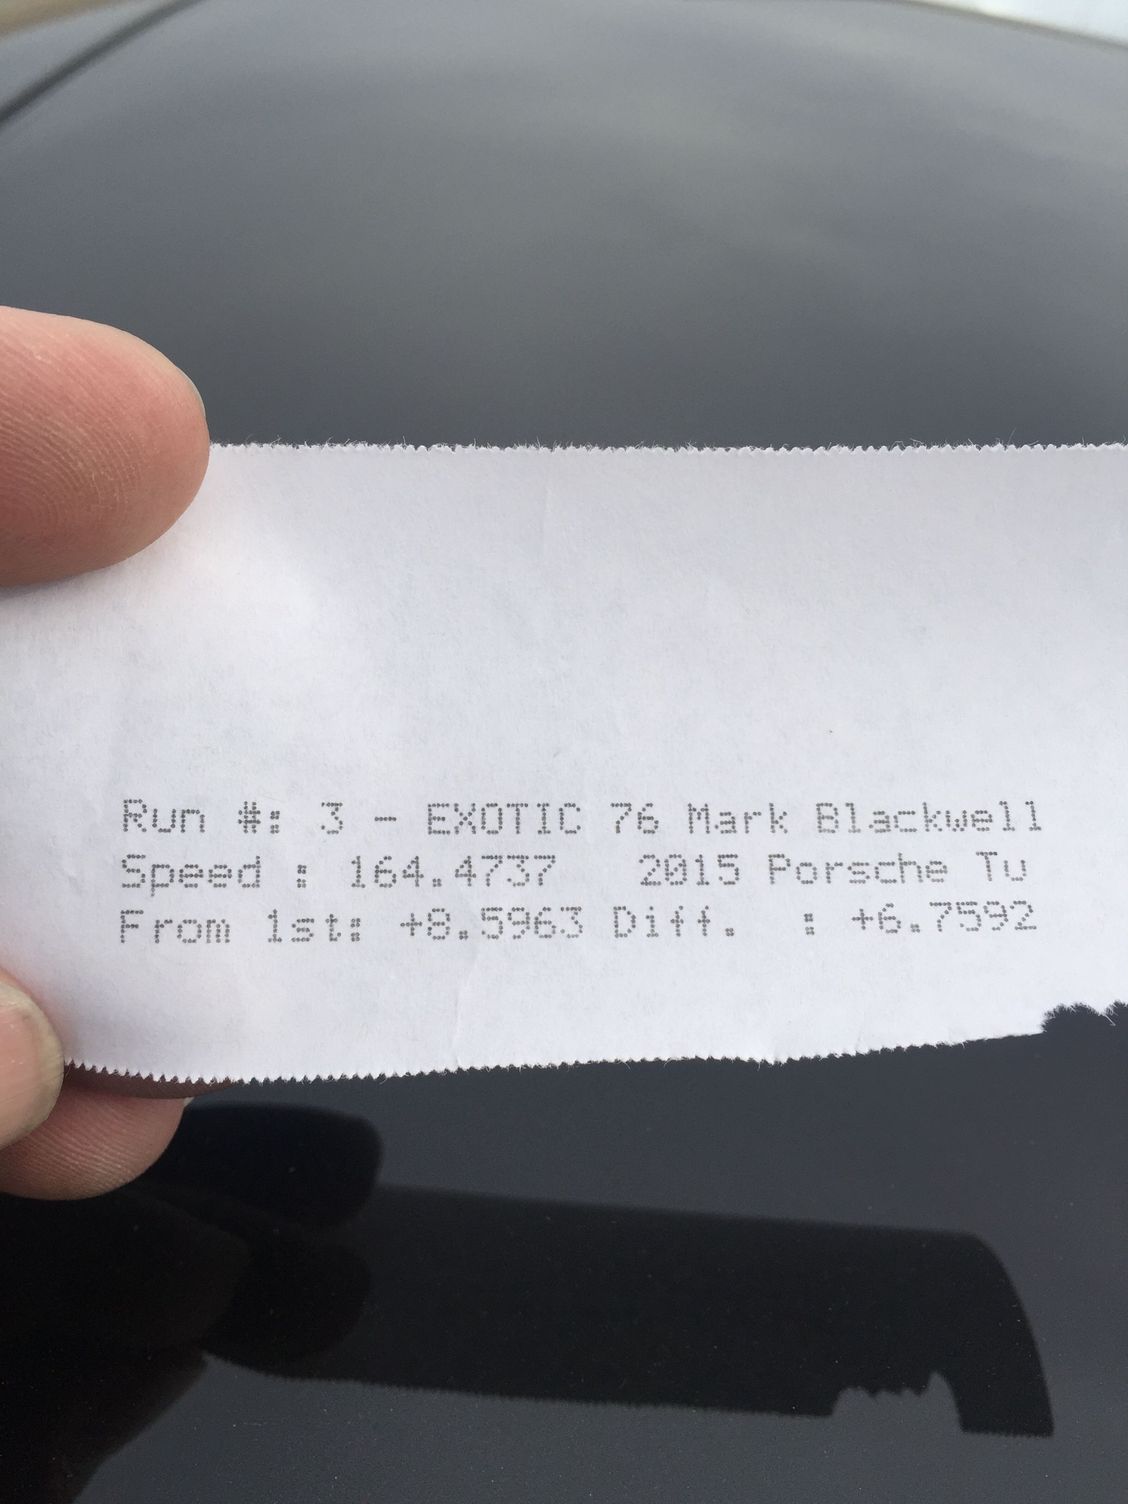 Run #: 3 - EXOTIC 76 Mark Blackwell
Speed : 164.4737 2015 Porsche Tu
From 1st: +8.5963 Diff. : +6.7592